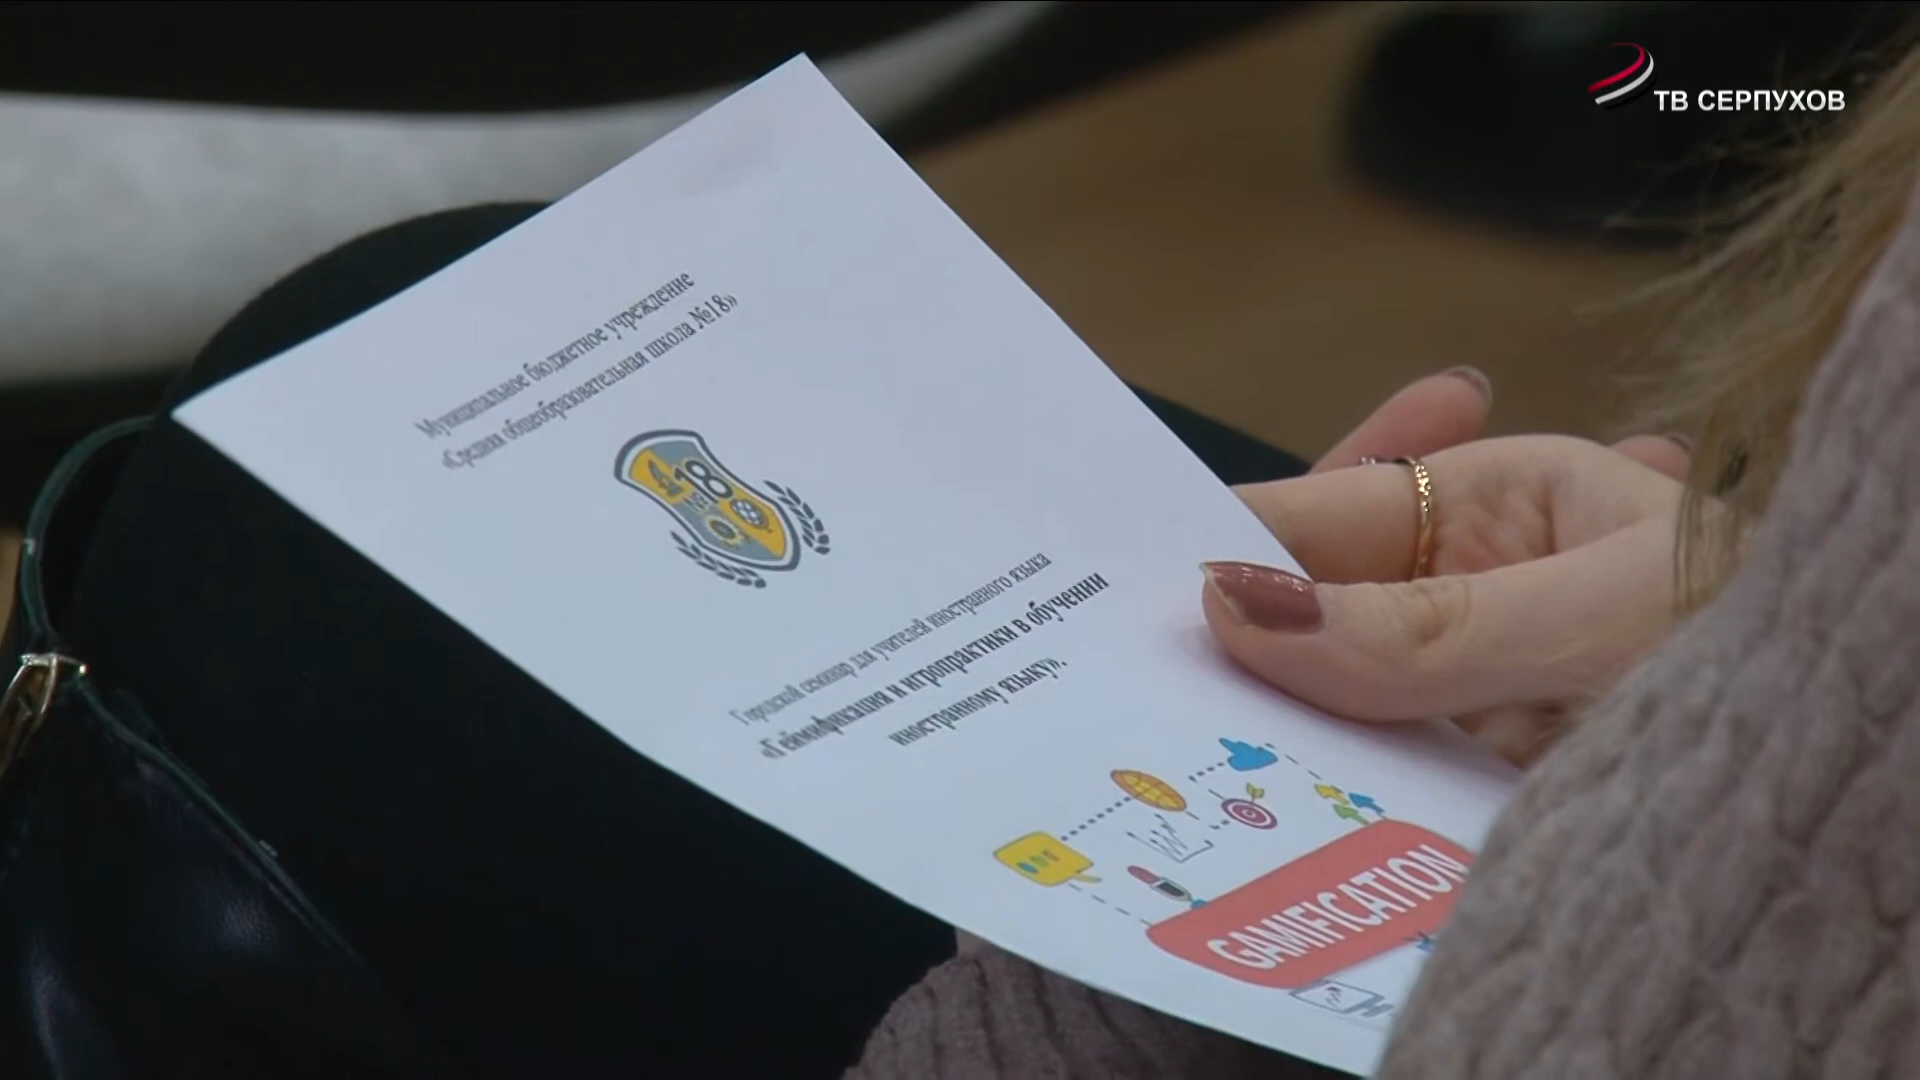 ТВ СЕРПУХОВ
Муниципальное бюджетное учреждение
«Средняя общеобразовательная школа №18»
18
Городской семинар для учителей иностранного языка
«Геймификация и игропрактики в обучении
иностранному языку».
GAMIFICATION